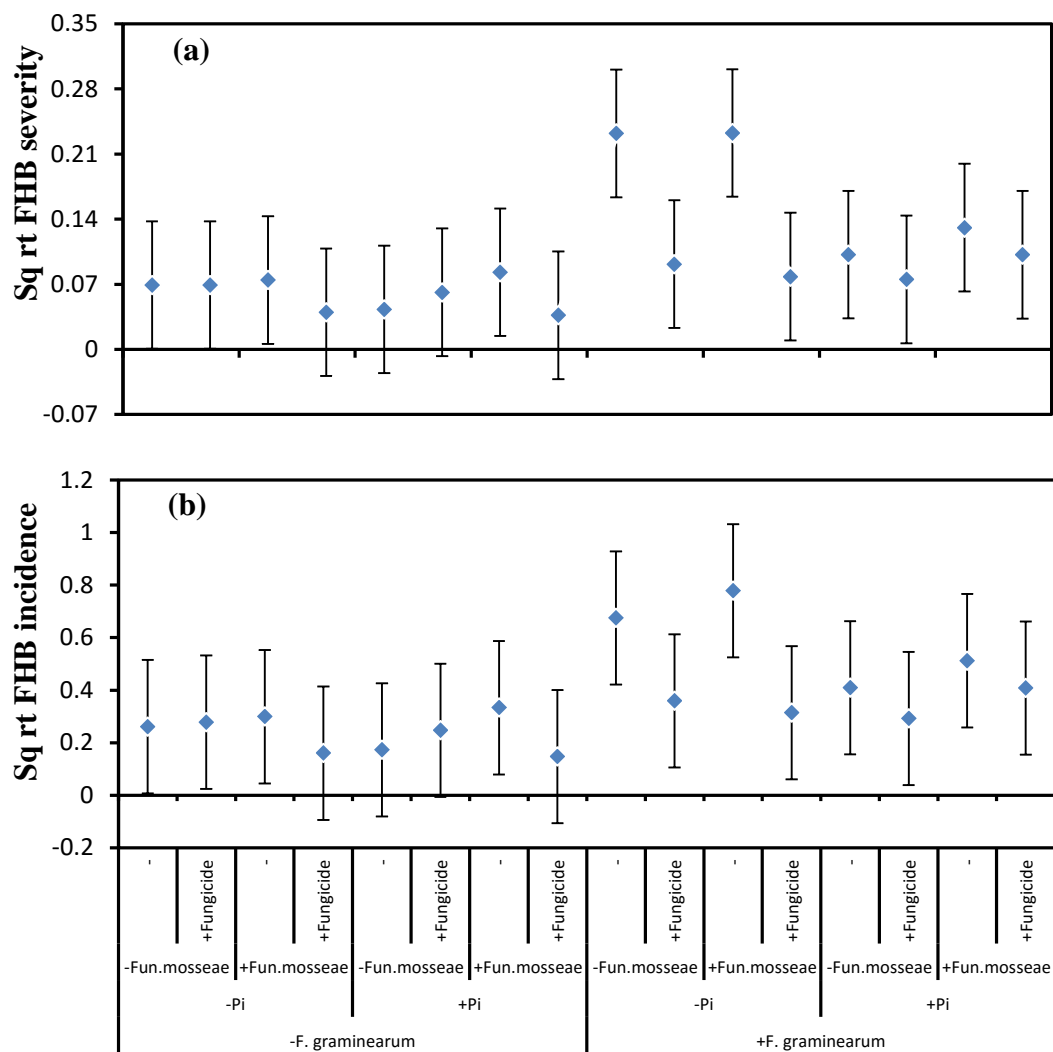 0.35
(a)
0.28
0.21
0.14
0.07
0
-0.07
Sq rt FHB severity
1.2
(b)
1
0.8
0.6
0.4
0.2
0
-0.2
Sq rt FHB incidence
- +Fungicide - +Fungicide - +Fungicide - +Fungicide - +Fungicide - +Fungicide - +Fungicide - +Fungicide
-Fun.mosseae +Fun.mosseae -Fun.mosseae +Fun.mosseae -Fun.mosseae +Fun.mosseae -Fun.mosseae +Fun.mosseae
-Pi +Pi -Pi +Pi
-F. graminearum +F. graminearum